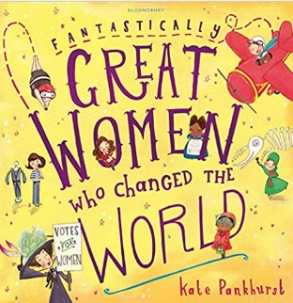 BLOOMSBURY
FANTASTICALLY
GREAT
WOMEN
WHO CHANGED THE
WORLD
VOTES
FOR
WOMEN
Kate Pankhurst